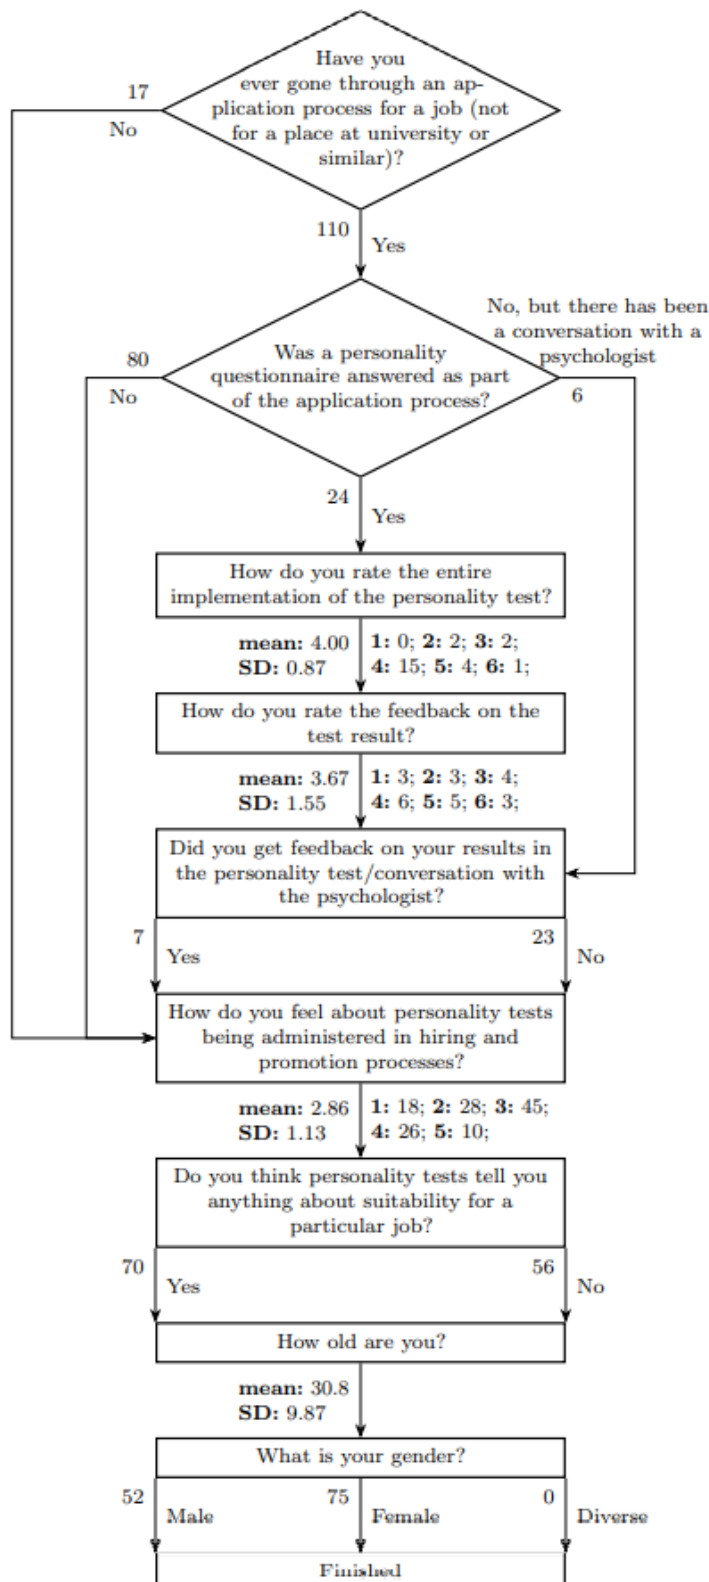 Have you
ever gone through an ap-
plication process for a job (not
for a place at university or
similar)?
17
No
110
Yes
No, but there has been
a conversation with a
psychologist
Was a personality
questionnaire answered as part
of the application process?
80
No
6
24
Yes
How do you rate the entire
implementation of the personality test?
mean: 4.00
SD: 0.87
1: 0; 2: 2; 3: 2;
4: 15; 5: 4; 6: 1;
How do you rate the feedback on the
test result?
mean: 3.67
SD: 1.55
1: 3; 2: 3; 3: 4;
4: 6; 5: 5; 6: 3;
Did you get feedback on your results in
the personality test/conversation with
the psychologist?
7
Yes
23
No
How do you feel about personality tests
being administered in hiring and
promotion processes?
mean: 2.86
SD: 1.13
1: 18; 2: 28; 3: 45;
4: 26; 5: 10;
Do you think personality tests tell you
anything about suitability for a
particular job?
70
Yes
56
No
How old are you?
mean: 30.8
SD: 9.87
What is your gender?
52
Male
75
Female
0
Diverse
Finished